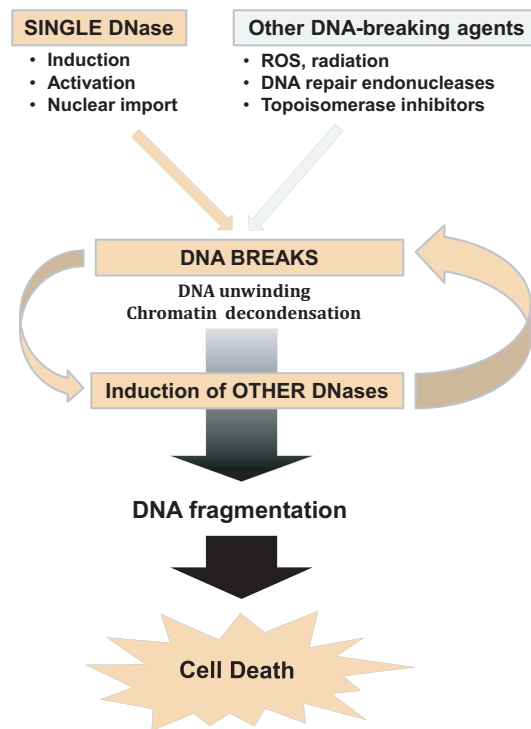 SINGLE DNase
• Induction
• Activation
• Nuclear import
Other DNA-breaking agents
• ROS, radiation
• DNA repair endonucleases
• Topoisomerase inhibitors
DNA BREAKS
DNA unwinding
Chromatin decondensation
Induction of OTHER DNases
DNA fragmentation
Cell Death